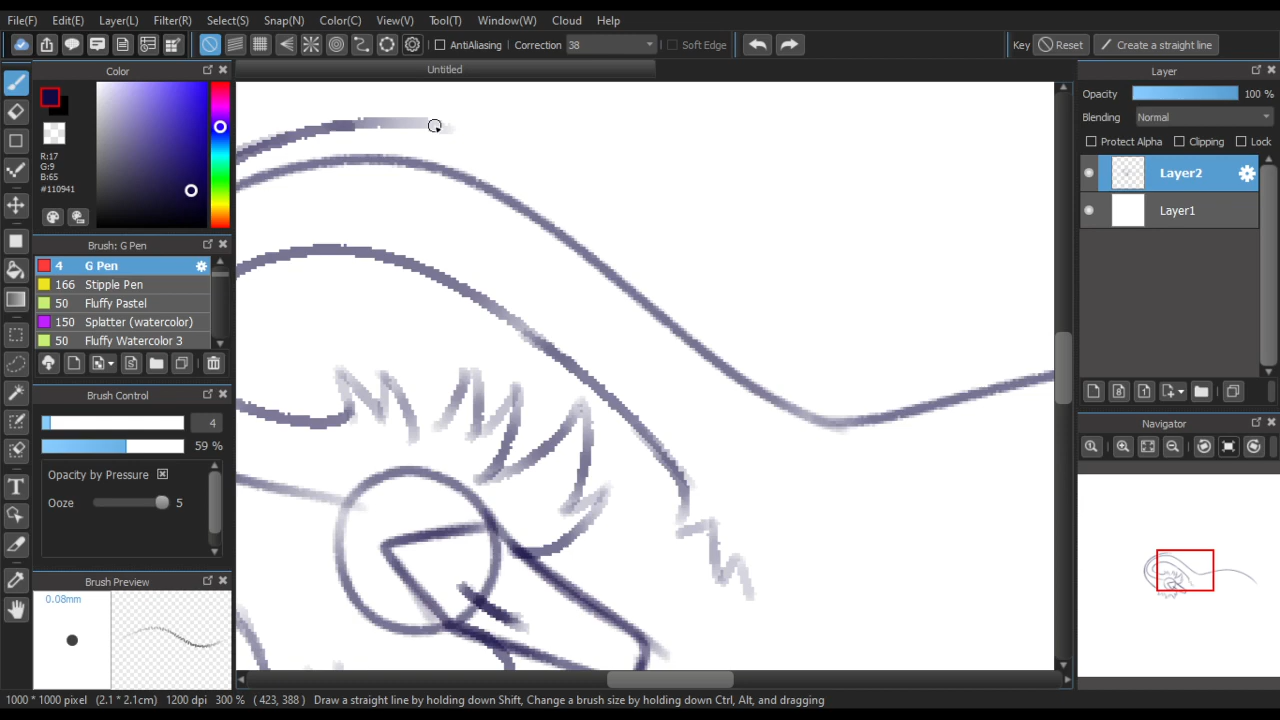 File(F) Edit(E) Layer(L) Filter(R) Select(S) Snap(N) Color(C) View(V) Tool(T) Window(W) Cloud Help
AntiAliasing Correction 38 Soft Edge Key Reset Create a straight line
Color
Untitled
Layer
R:17
G:9
B:65
#110941
Brush: G Pen
4 G Pen
166 Stipple Pen
50 Fluffy Pastel
150 Splatter (watercolor)
50 Fluffy Watercolor 3
Brush Control
4
59 %
Opacity by Pressure
Ooze 5
Brush Preview
0.08mm
Opacity 100 %
Blending Normal
Protect Alpha Clipping Lock
Layer2
Layer1
Navigator
1000 * 1000 pixel (2.1 * 2.1cm) 1200 dpi 300 % ( 423, 388 ) Draw a straight line by holding down Shift, Change a brush size by holding down Ctrl, Alt, and dragging